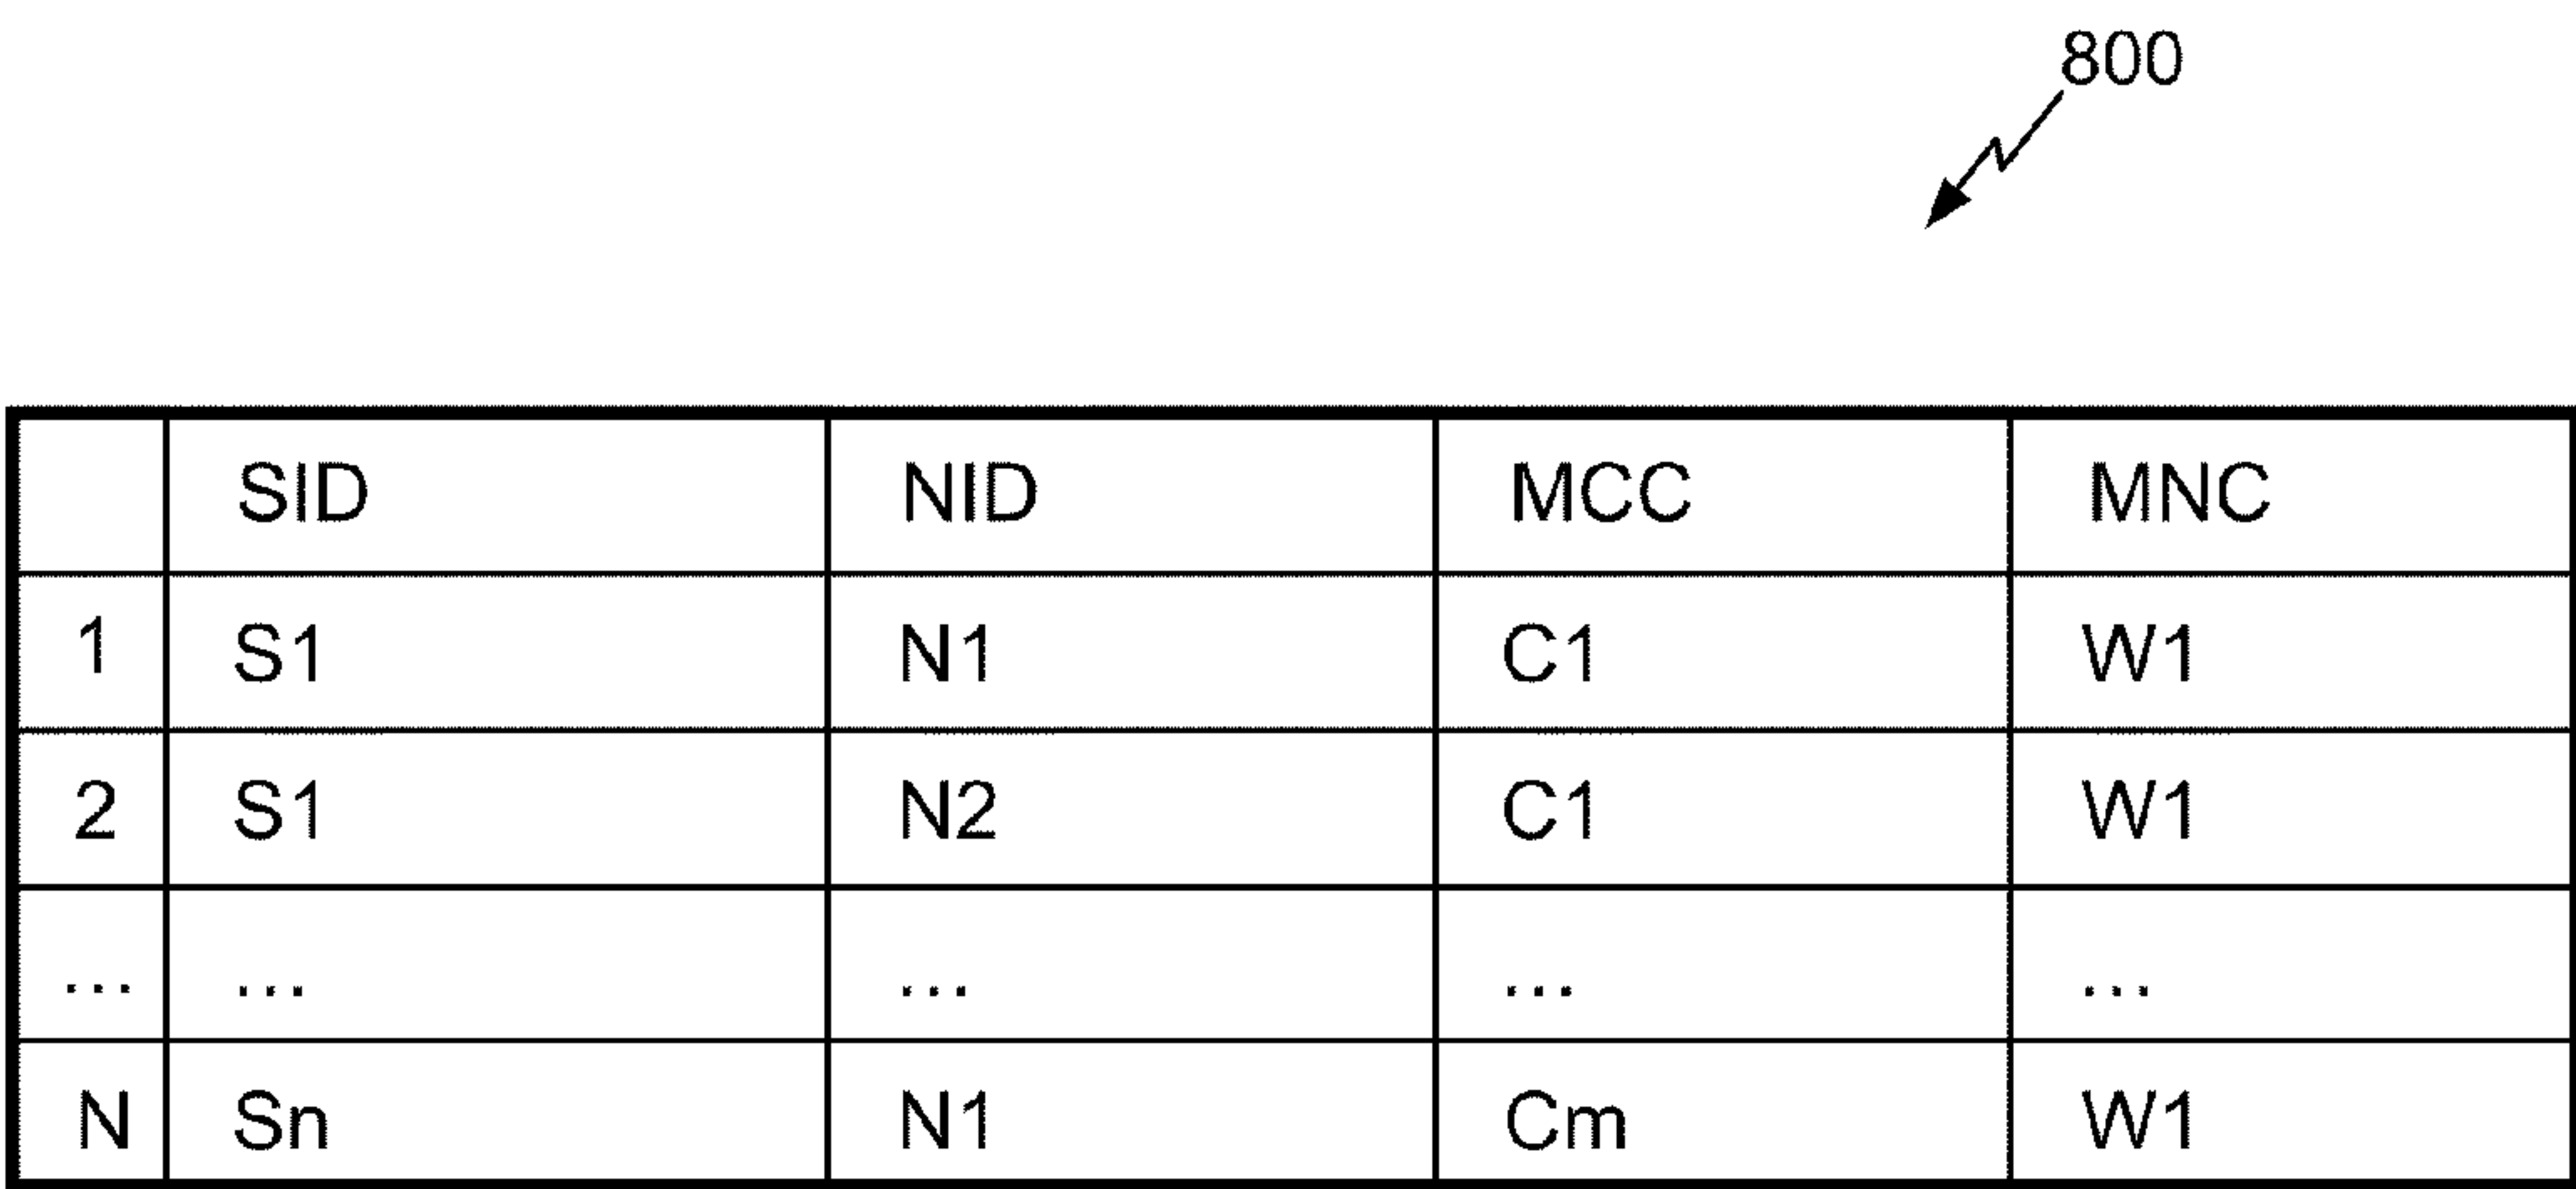 800
SID NID MCC MNC
1 S1 N1 C1 W1
2 S1 N2 C1 W1
... ... ... ... ...
N Sn N1 Cm W1